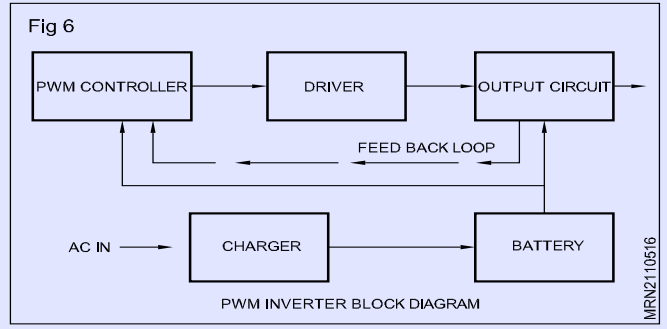 Fig 6
PWM CONTROLLER
DRIVER
OUTPUT CIRCUIT
FEED BACK LOOP
AC IN
CHARGER
BATTERY
PWM INVERTER BLOCK DIAGRAM
MRN2110516